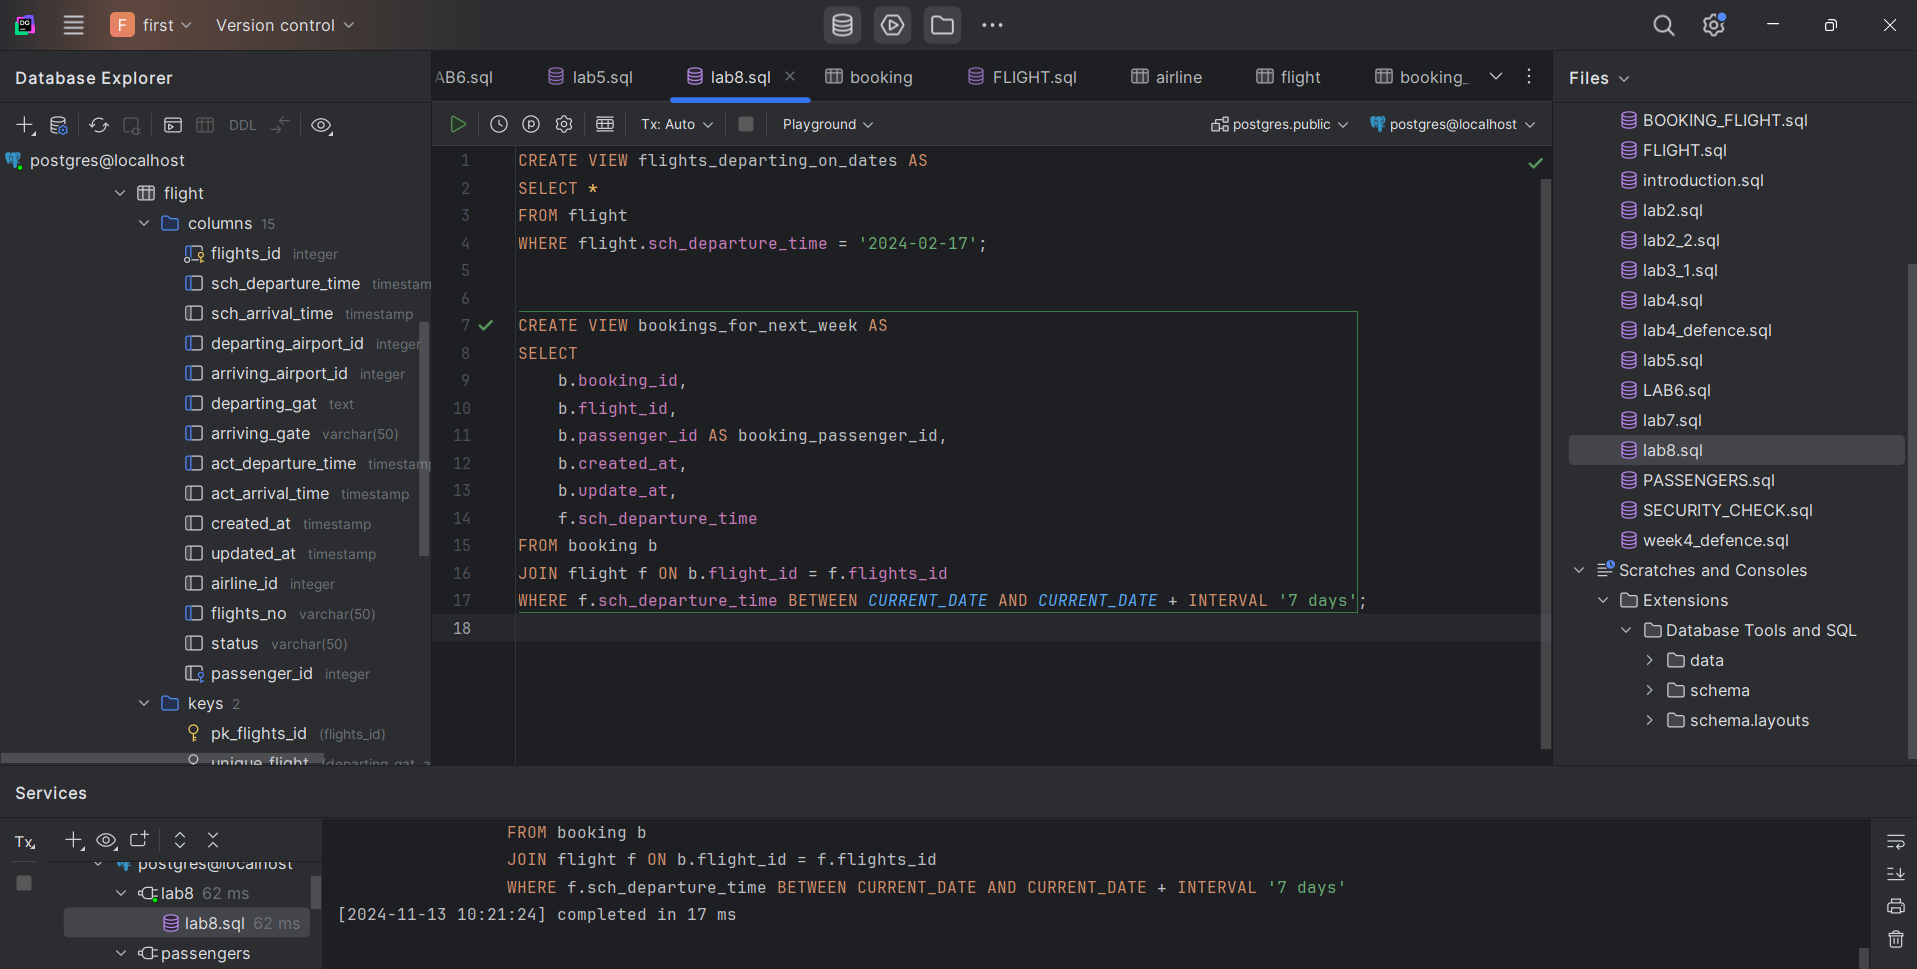 F first Version control
Database Explorer
DDL
postgres@localhost
flight
columns 15
flights_id integer
sch_departure_time timestam
sch_arrival_time timestamp
departing_airport_id integer
arriving_airport_id integer
departing_gat text
arriving_gate varchar(50)
act_departure_time timestamp
act_arrival_time timestamp
created_at timestamp
updated_at timestamp
airline_id integer
flights_no varchar(50)
status varchar(50)
passenger_id integer
keys 2
pk_flights_id (flights_id)
unique_flight (departing_gat, a
AB6.sql lab5.sql lab8.sql booking FLIGHT.sql airline flight booking_
Tx: Auto Playground postgres.public postgres@localhost
1 CREATE VIEW flights_departing_on_dates AS
2 SELECT *
3 FROM flight
4 WHERE flight.sch_departure_time = '2024-02-17';
5
6
7 CREATE VIEW bookings_for_next_week AS
8 SELECT
9 b.booking_id,
10 b.flight_id,
11 b.passenger_id AS booking_passenger_id,
12 b.created_at,
13 b.update_at,
14 f.sch_departure_time
15 FROM booking b
16 JOIN flight f ON b.flight_id = f.flights_id
17 WHERE f.sch_departure_time BETWEEN CURRENT_DATE AND CURRENT_DATE + INTERVAL '7 days';
18
Files
BOOKING_FLIGHT.sql
FLIGHT.sql
introduction.sql
lab2.sql
lab2_2.sql
lab3_1.sql
lab4.sql
lab4_defence.sql
lab5.sql
LAB6.sql
lab7.sql
lab8.sql
PASSENGERS.sql
SECURITY_CHECK.sql
week4_defence.sql
Scratches and Consoles
Extensions
Database Tools and SQL
data
schema
schema.layouts
Services
Tx
postgres@localhost
lab8 62 ms
lab8.sql 62 ms
passengers
FROM booking b
JOIN flight f ON b.flight_id = f.flights_id
WHERE f.sch_departure_time BETWEEN CURRENT_DATE AND CURRENT_DATE + INTERVAL '7 days'
[2024-11-13 10:21:24] completed in 17 ms